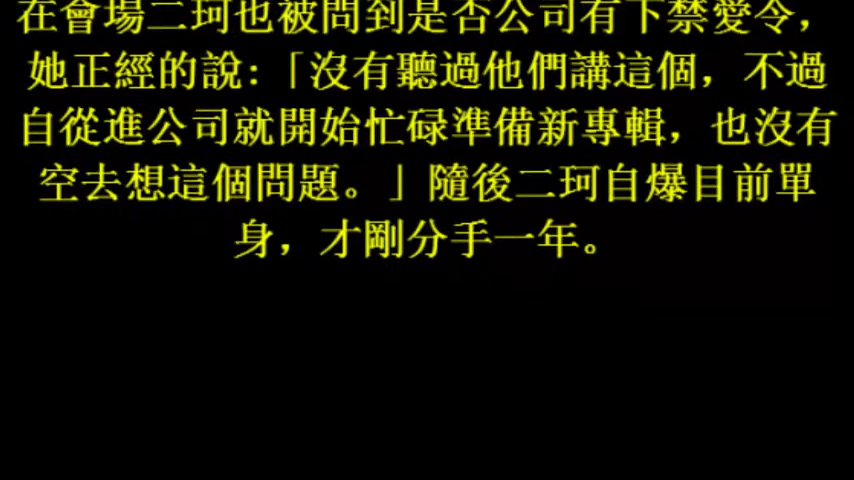 在會場二珂也被問到是否公司有下禁愛令，
她正經的說:「沒有聽過他們講這個，不過
自從進公司就開始忙碌準備新專輯，也沒有
空去想這個問題。」隨後二珂自爆目前單
身，才剛分手一年。